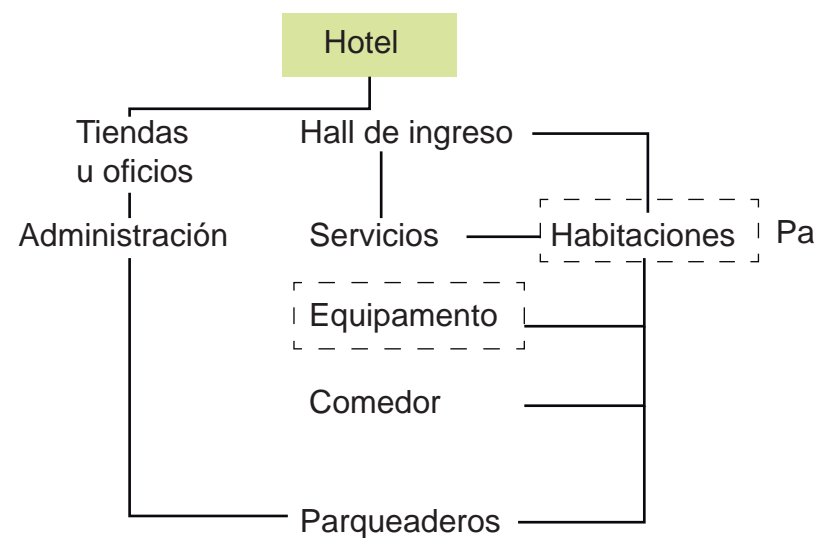 Hotel
Tiendas
u oficios
Hall de ingreso
Administración
Servicios
Habitaciones
Pa
Equipamento
Comedor
Parqueaderos